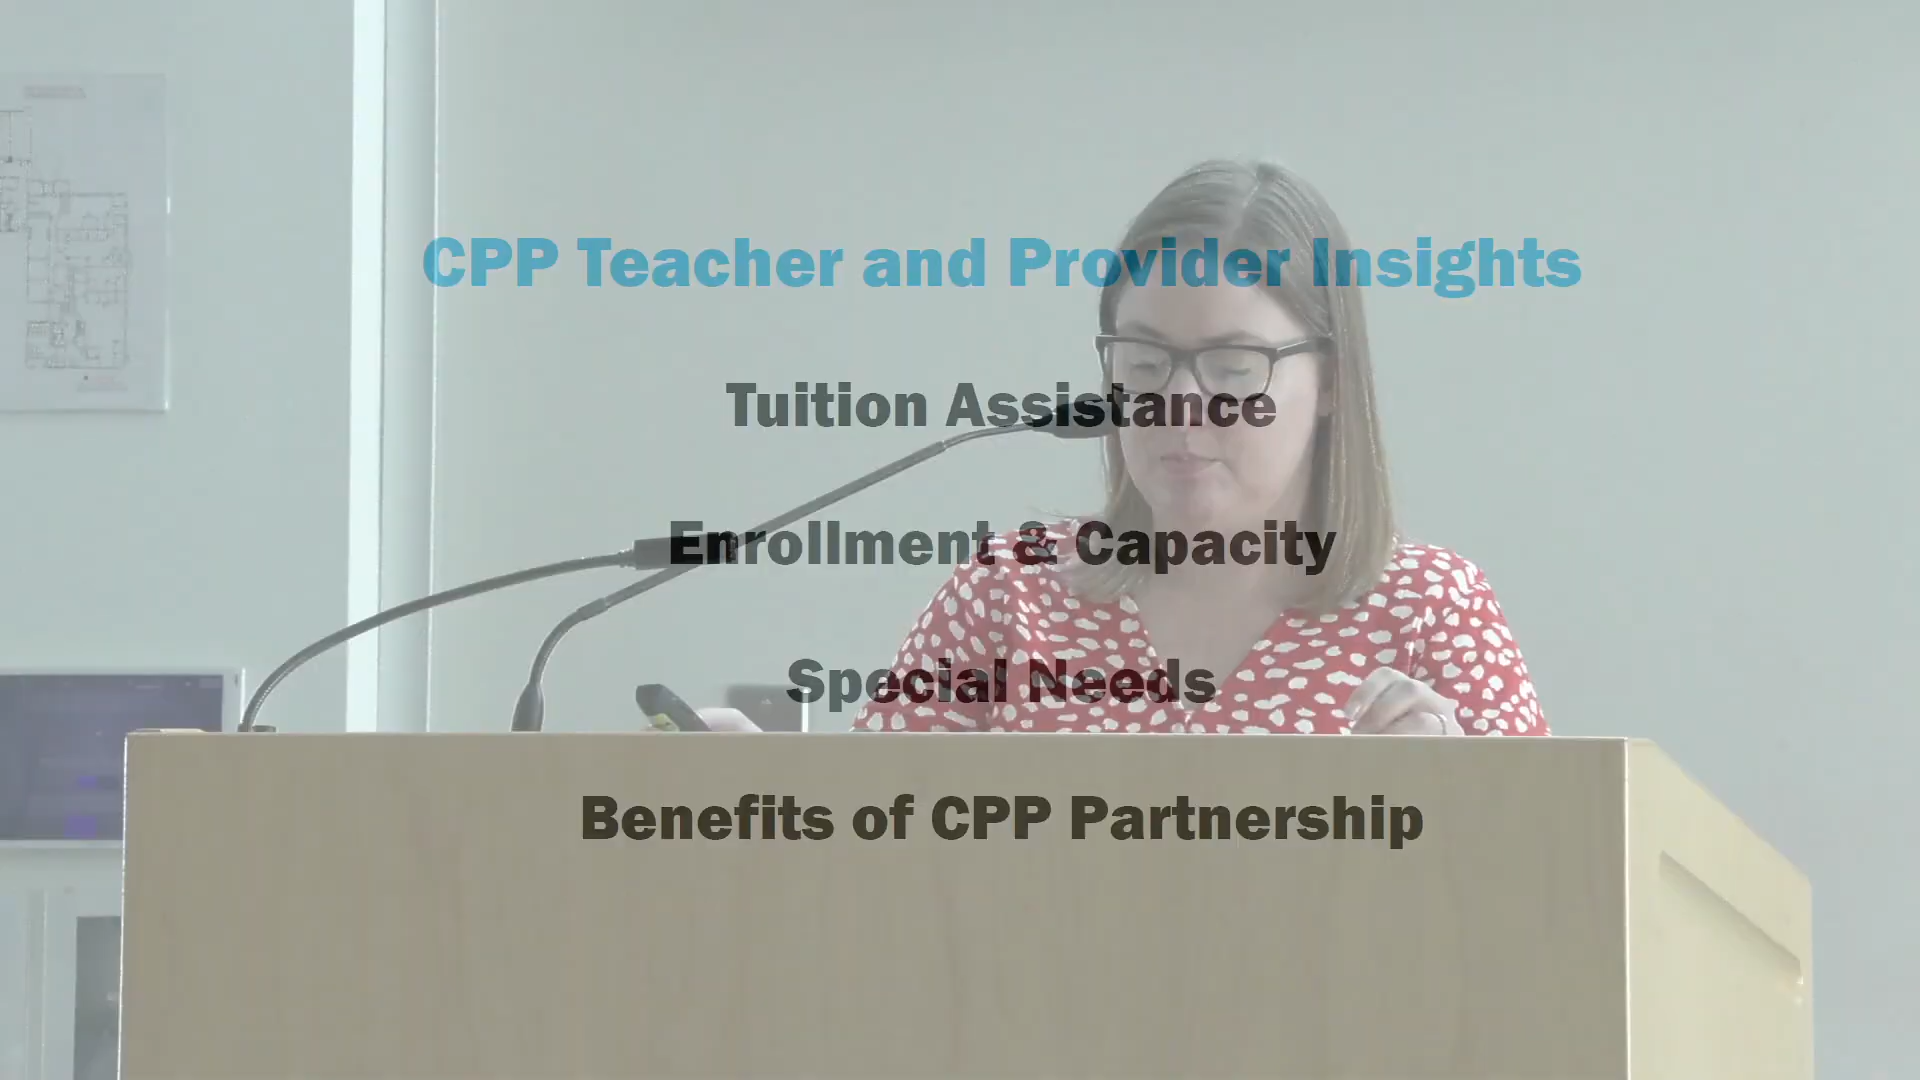 CPP Teacher and Provider Insights
Tuition Assistance
Enrollment & Capacity
Special Needs
Benefits of CPP Partnership